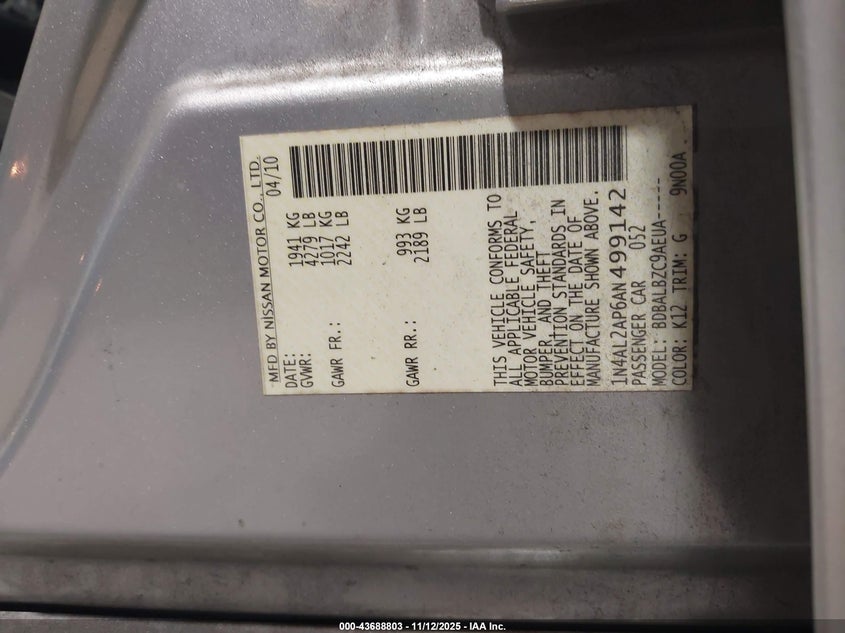 MFD BY NISSAN MOTOR CO., LTD.
DATE: 04/10
GVWR: 1941 KG
4279 LB
GAWR FR.: 1017 KG
2242 LB
GAWR RR.: 993 KG
2189 LB
THIS VEHICLE CONFORMS TO
ALL APPLICABLE FEDERAL
MOTOR VEHICLE SAFETY,
BUMPER, AND THEFT
PREVENTION STANDARDS IN
EFFECT ON THE DATE OF
MANUFACTURE SHOWN ABOVE.
1N4AL2AP6AN499142
PASSENGER CAR 052
MODEL: BDBALBZC9AEUA-----
COLOR: K12 TRIM: G 9N00A
000-43688803 - 11/12/2025 - IAA Inc.